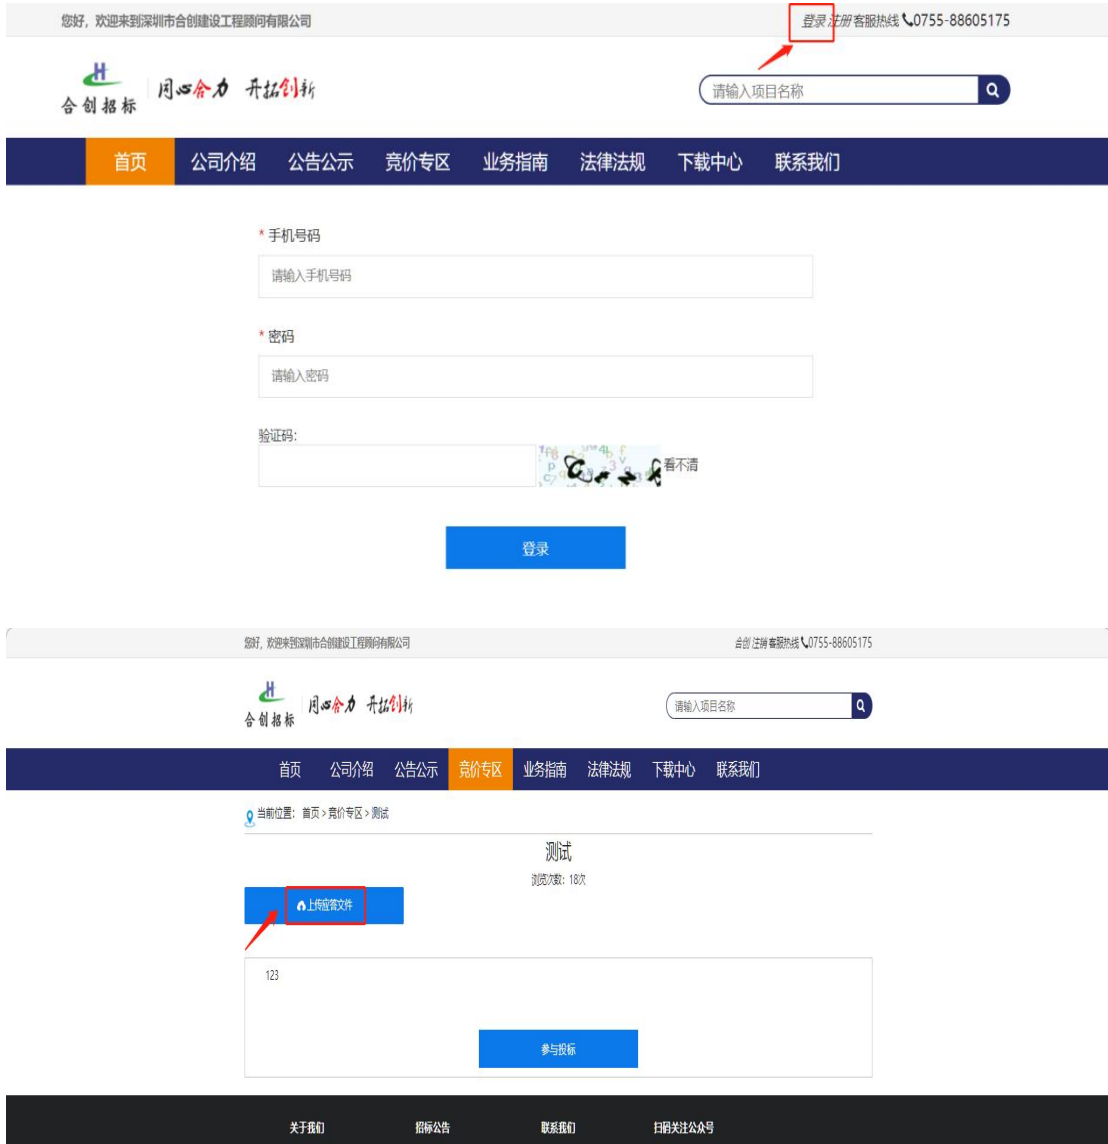 您好，欢迎来到深圳市合创建设工程顾问有限公司
登录 注册 客服热线 0755-88605175
合创招标
同心合力 开拓创新
请输入项目名称
首页 公司介绍 公告公示 竞价专区 业务指南 法律法规 下载中心 联系我们
* 手机号码
请输入手机号码
* 密码
请输入密码
验证码:
看不清
登录
您好，欢迎来到深圳市合创建设工程顾问有限公司
合创 注销 客服热线 0755-88605175
合创招标
同心合力 开拓创新
请输入项目名称
首页 公司介绍 公告公示 竞价专区 业务指南 法律法规 下载中心 联系我们
当前位置： 首页 > 竞价专区 > 测试
测试
浏览次数：18次
上传应答文件
123
参与投标
关于我们 招标公告 联系我们 扫码关注公众号